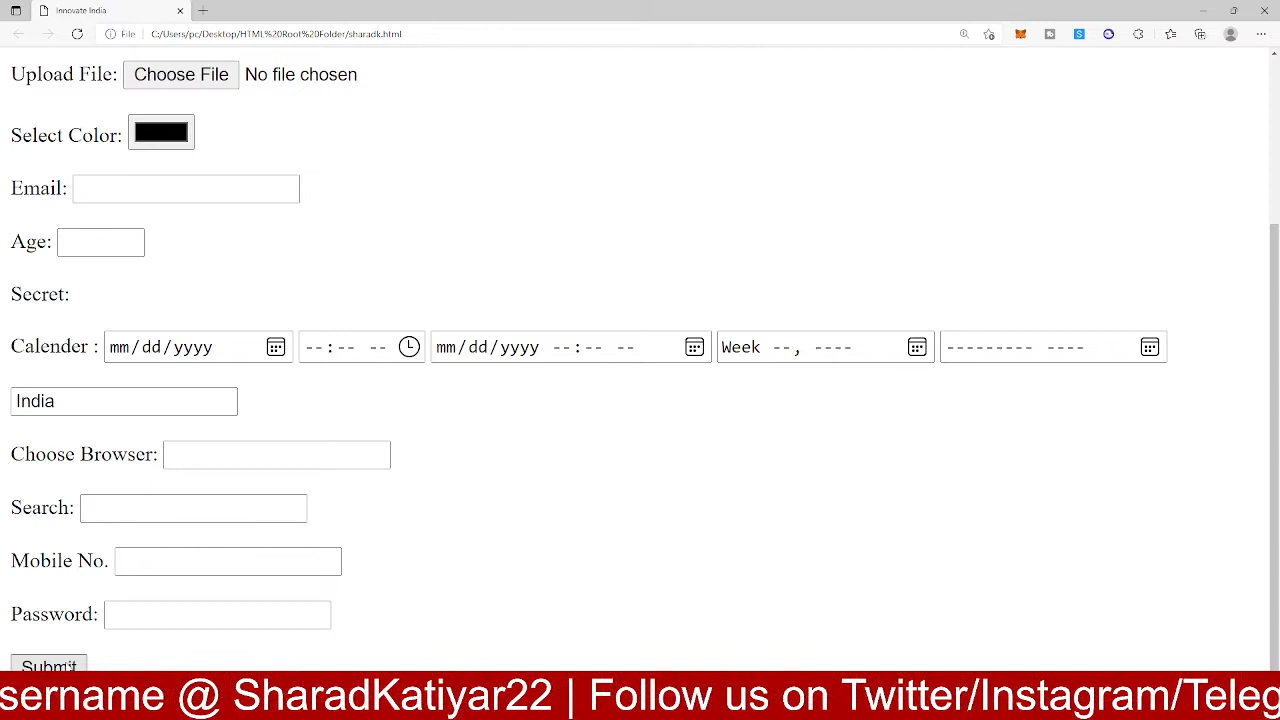 Innovate India
File C:/Users/pc/Desktop/HTML%20Root%20Folder/sharadk.html
Upload File: Choose File No file chosen
Select Color:
Email:
Age:
Secret:
Calender : mm/dd/yyyy --:-- -- mm/dd/yyyy --:-- -- Week --, ---- --------- ----
India
Choose Browser:
Search:
Mobile No.
Password:
Submit
sername @ SharadKatiyar22 | Follow us on Twitter/Instagram/Teleg